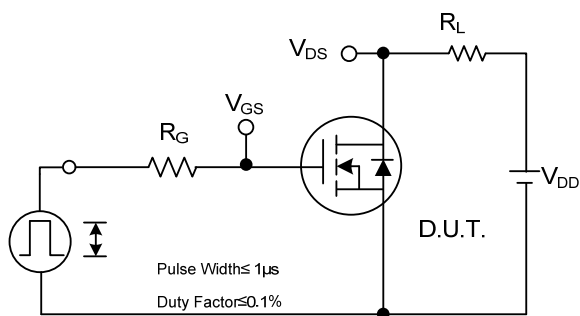 R_L
V_DS
V_GS
R_G
V_DD
D.U.T.
Pulse Width≤ 1μs
Duty Factor≤0.1%